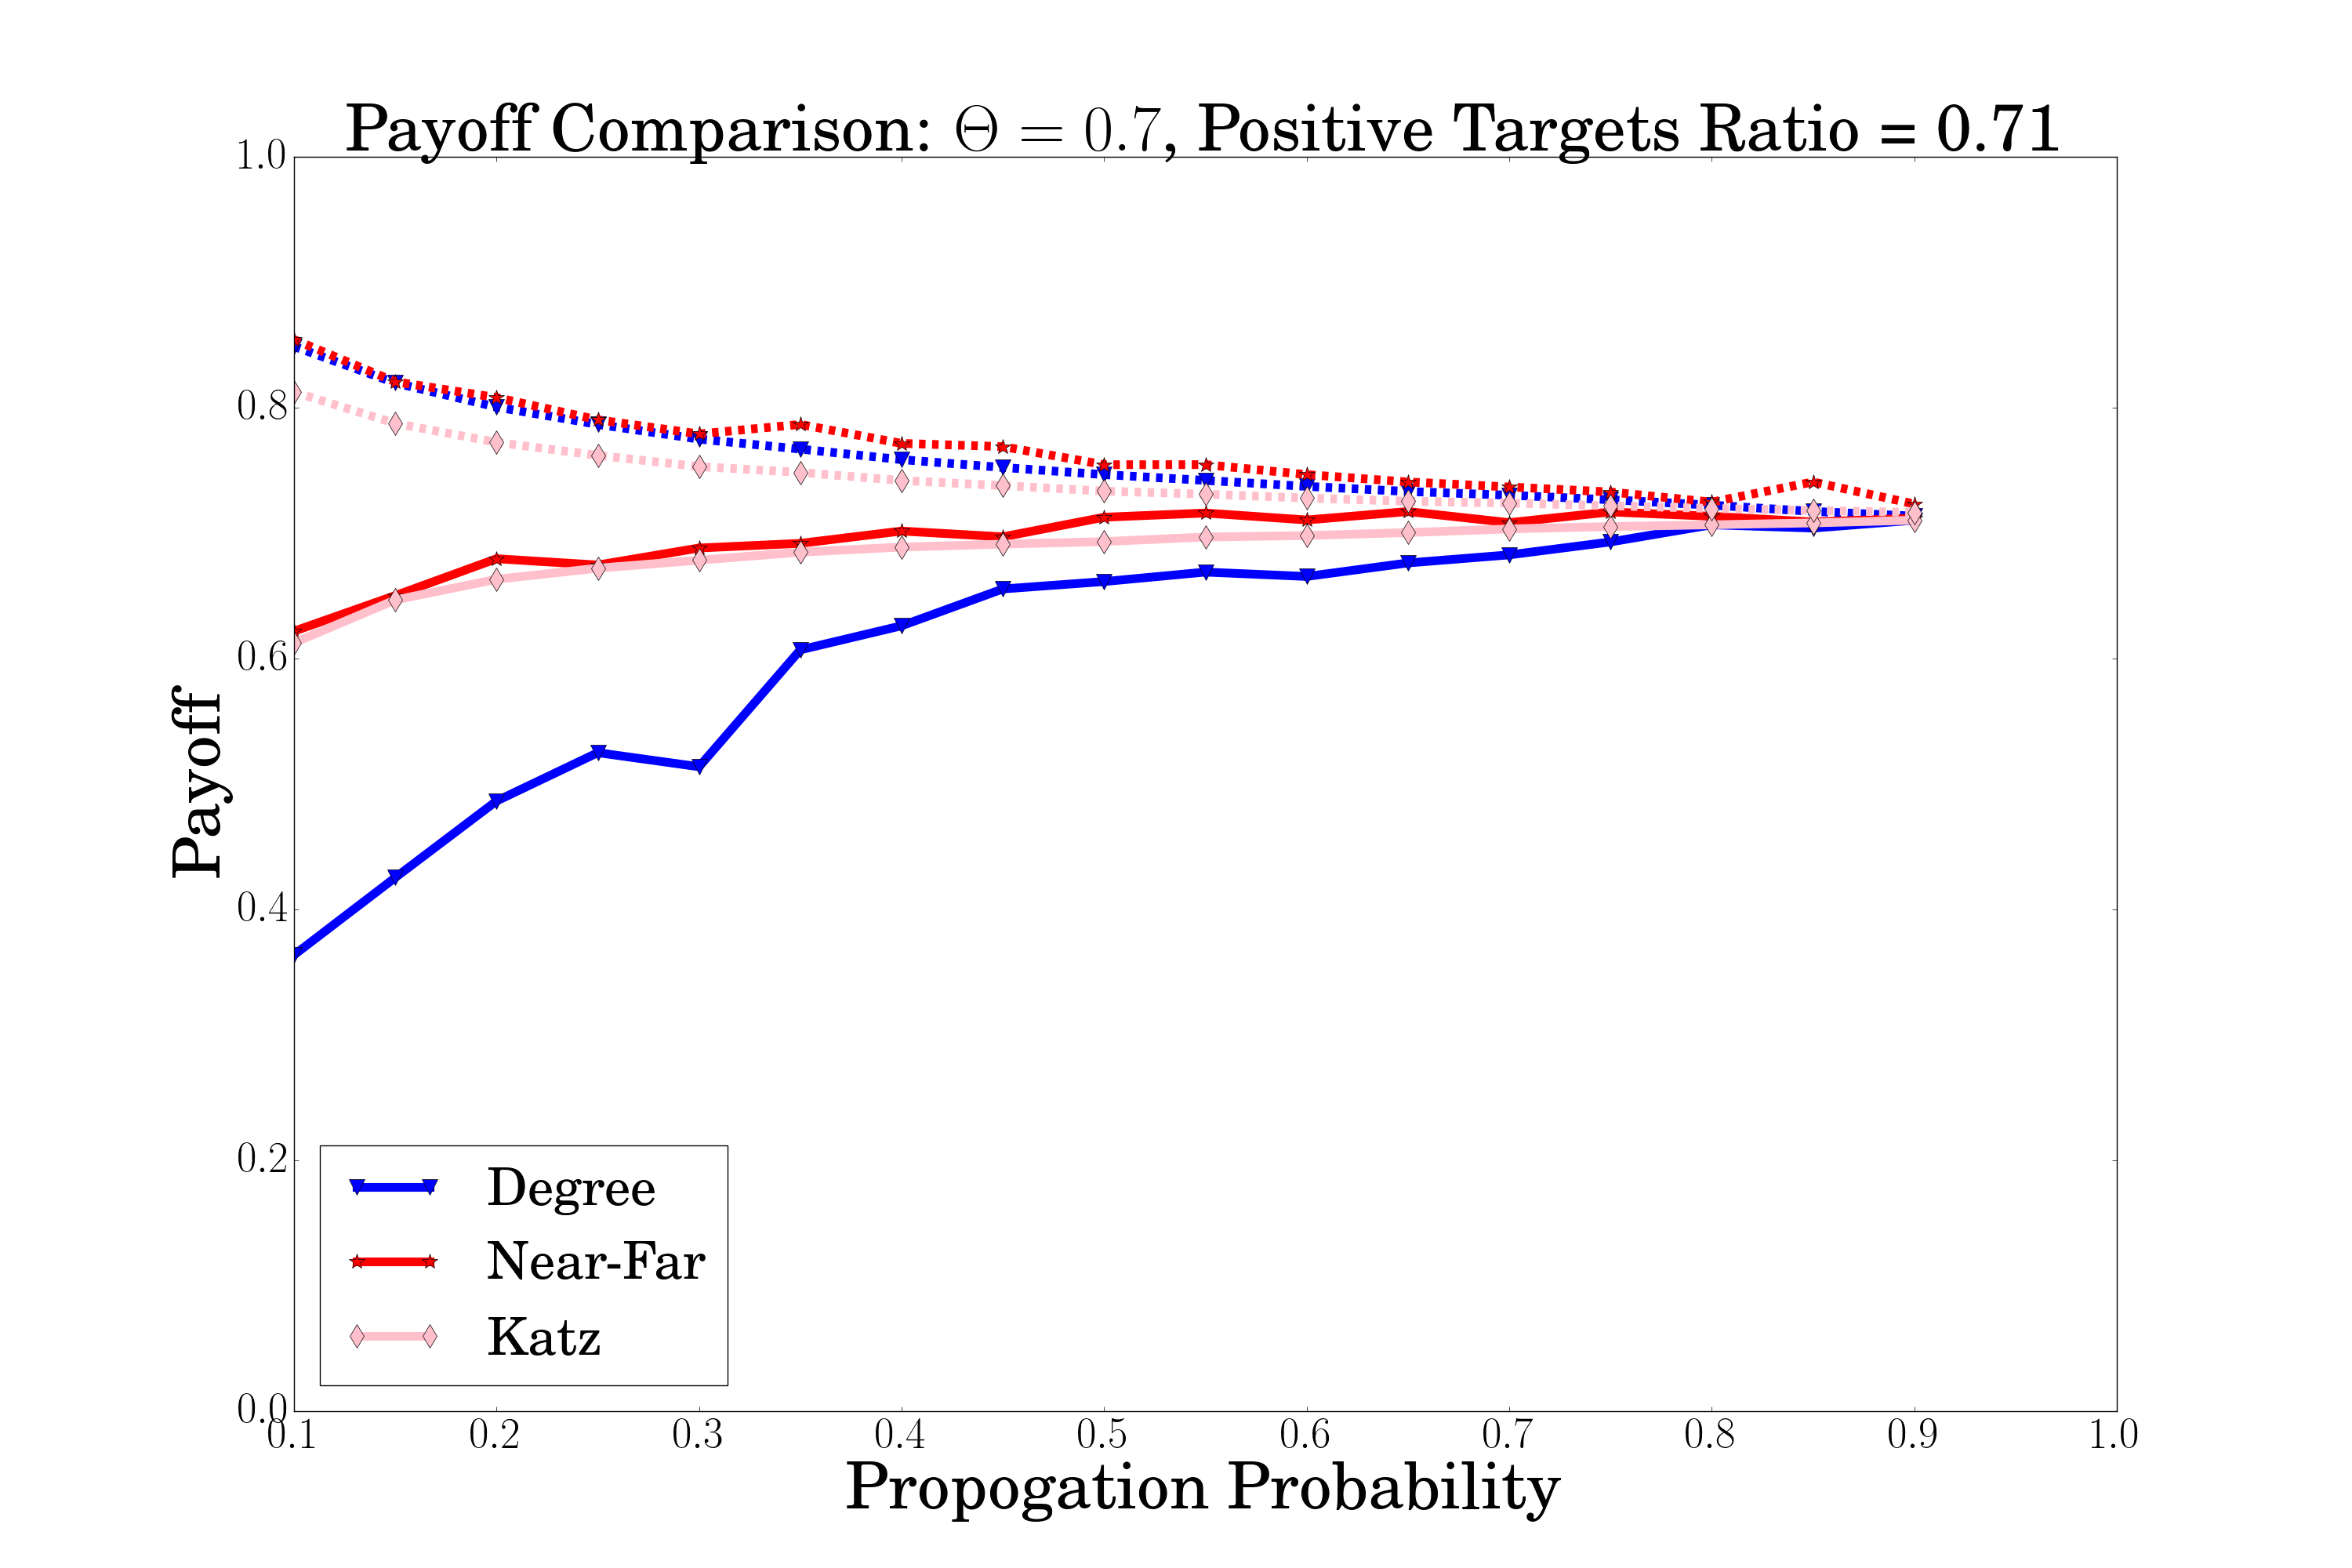 Payoff Comparison: Θ = 0.7, Positive Targets Ratio = 0.71
1.0
0.8
0.6
0.4
0.2
0.0
Payoff
Degree
Near-Far
Katz
0.1 0.2 0.3 0.4 0.5 0.6 0.7 0.8 0.9 1.0
Propogation Probability